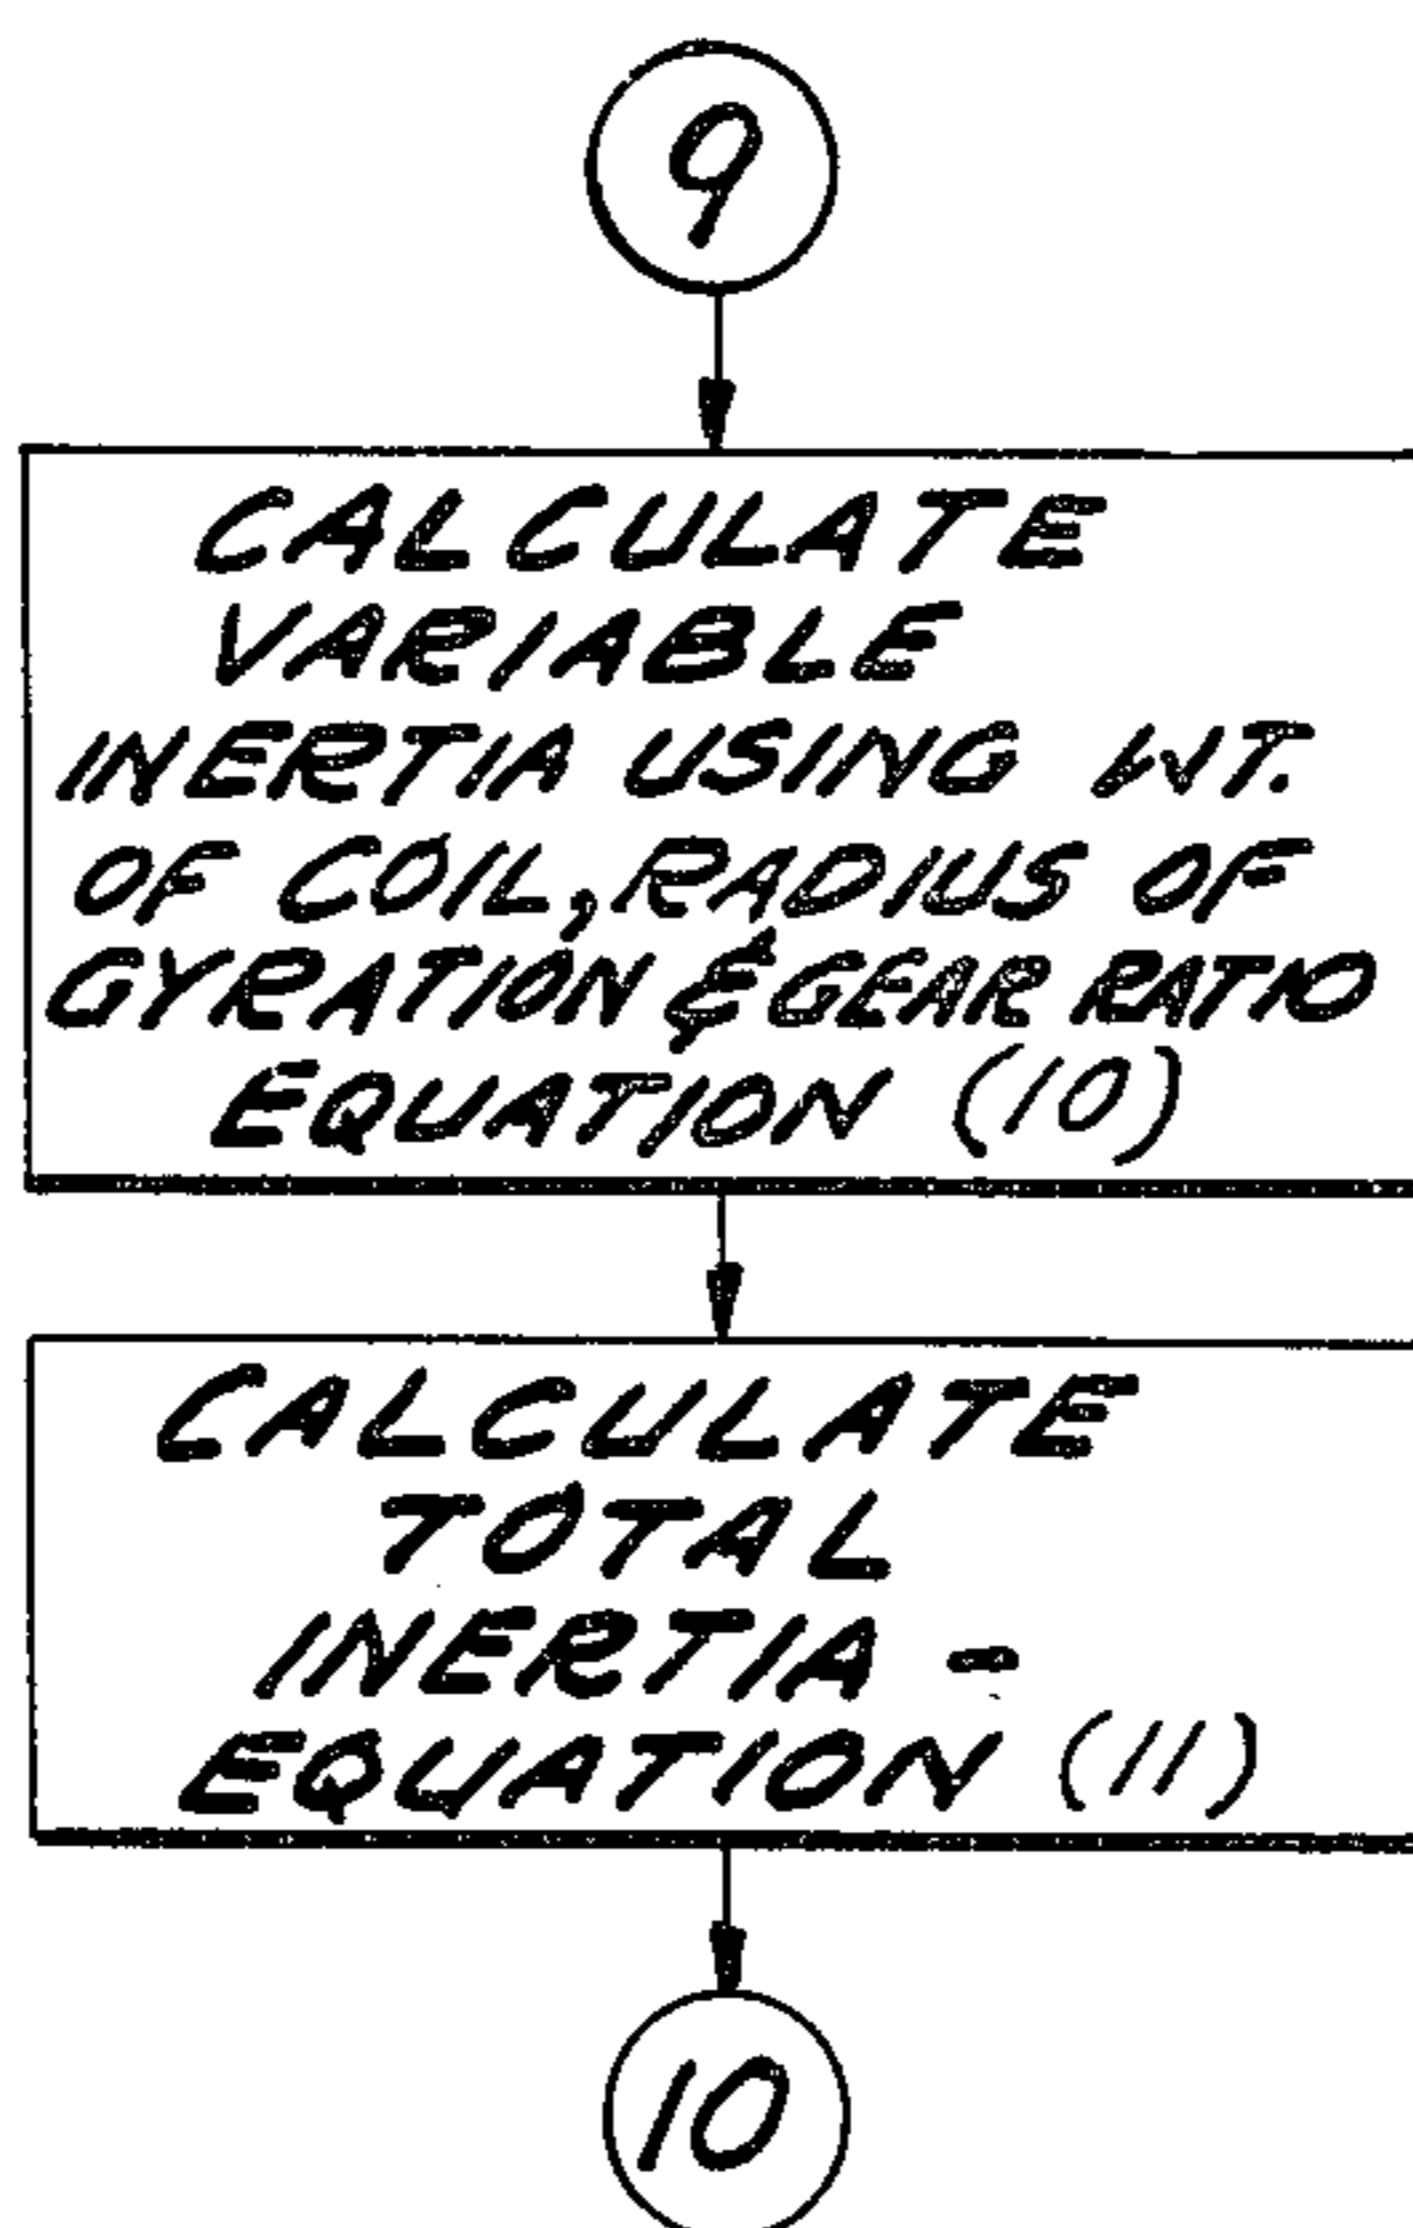 9
CALCULATE
VARIABLE
INERTIA USING WT.
OF COIL, RADIUS OF
GYRATION & GEAR RATIO
EQUATION (10)
CALCULATE
TOTAL
INERTIA -
EQUATION (11)
10